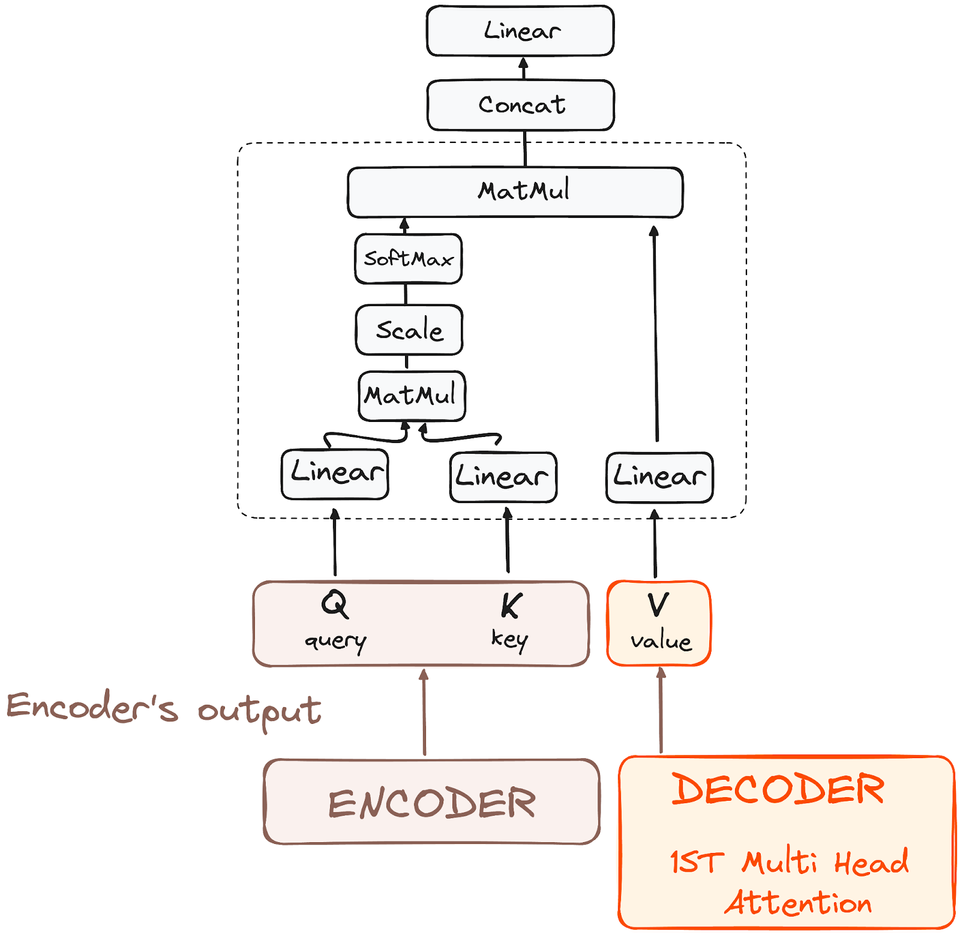 Linear
Concat
MatMul
SoftMax
Scale
MatMul
Linear
Linear
Linear
Q
query
K
key
V
value
Encoder's output
ENCODER
DECODER
1ST Multi Head
Attention